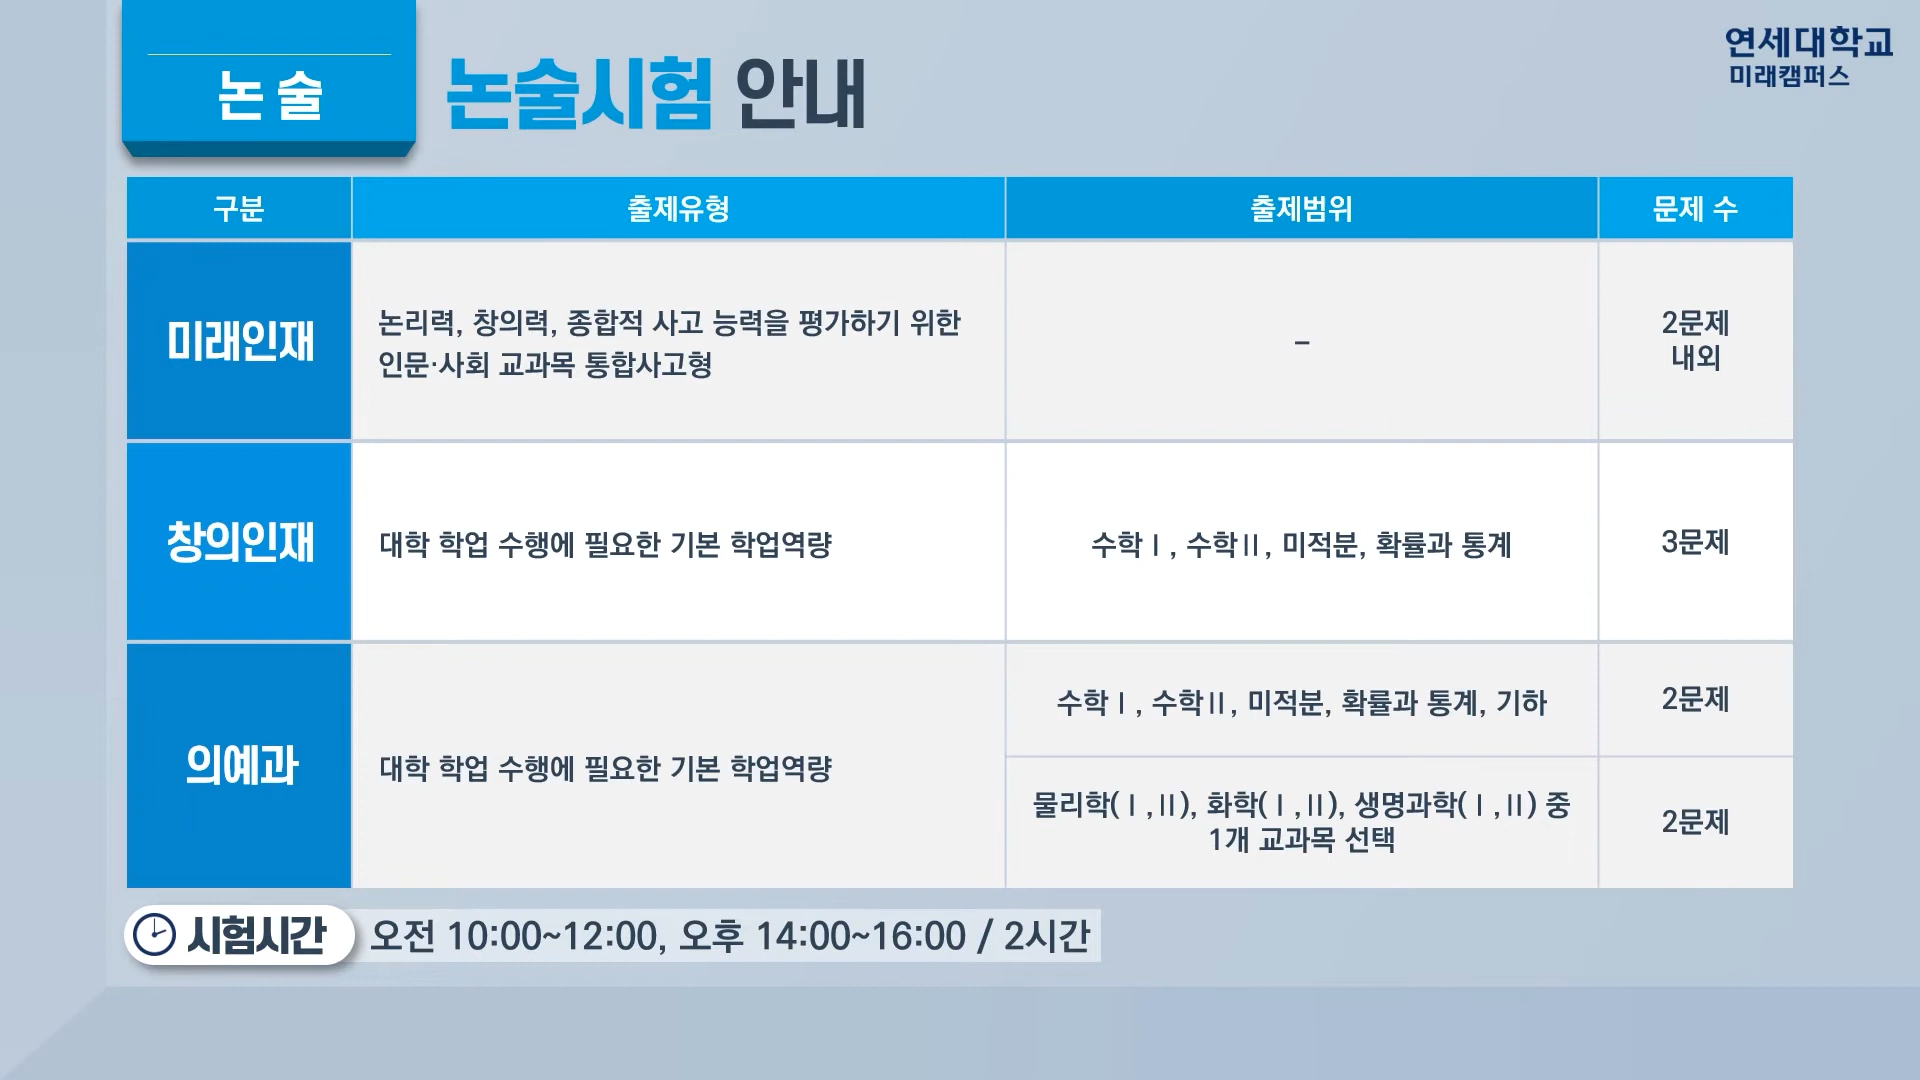 논술
논술시험 안내
연세대학교
미래캠퍼스
구분
출제유형
출제범위
문제 수
미래인재
논리력, 창의력, 종합적 사고 능력을 평가하기 위한
인문·사회 교과목 통합사고형
–
2문제
내외
창의인재
대학 학업 수행에 필요한 기본 학업역량
수학Ⅰ, 수학Ⅱ, 미적분, 확률과 통계
3문제
의예과
대학 학업 수행에 필요한 기본 학업역량
수학Ⅰ, 수학Ⅱ, 미적분, 확률과 통계, 기하
2문제
물리학(Ⅰ,Ⅱ), 화학(Ⅰ,Ⅱ), 생명과학(Ⅰ,Ⅱ) 중
1개 교과목 선택
2문제
시험시간
오전 10:00~12:00, 오후 14:00~16:00 / 2시간